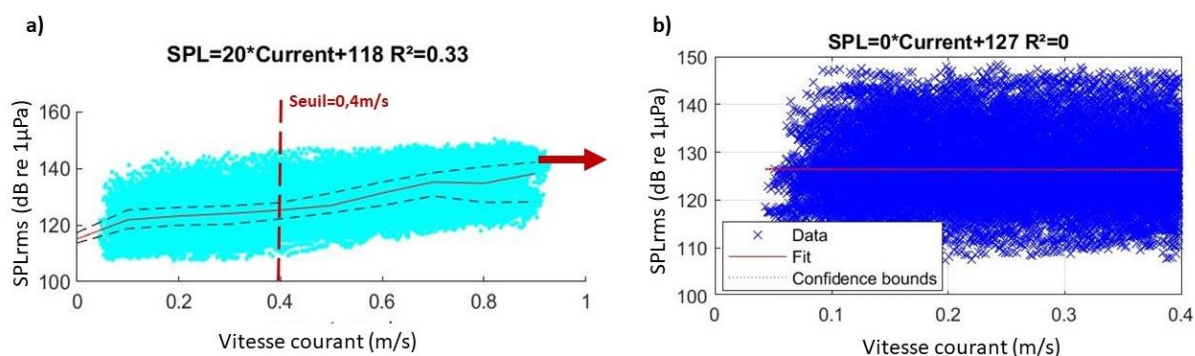 a)
SPL=20*Current+118 R²=0.33
Seuil=0,4m/s
SPLrms (dB re 1µPa)
160
140
120
100
0
0.2
0.4
0.6
0.8
1
Vitesse courant (m/s)
b)
SPL=0*Current+127 R²=0
SPLrms (dB re 1µPa)
150
140
130
120
110
100
Data
Fit
Confidence bounds
0
0.1
0.2
0.3
0.4
Vitesse courant (m/s)